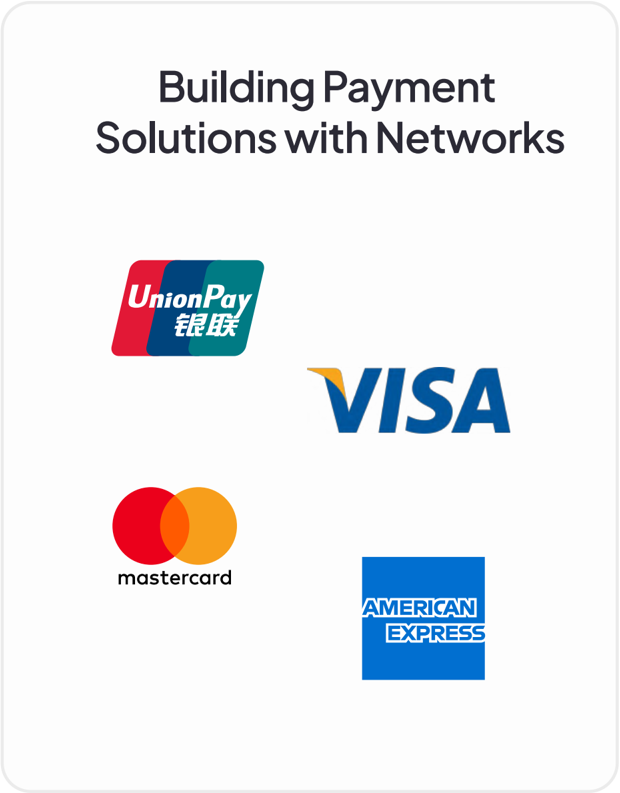 Building Payment
Solutions with Networks
UnionPay
银联
VISA
mastercard
AMERICAN
EXPRESS